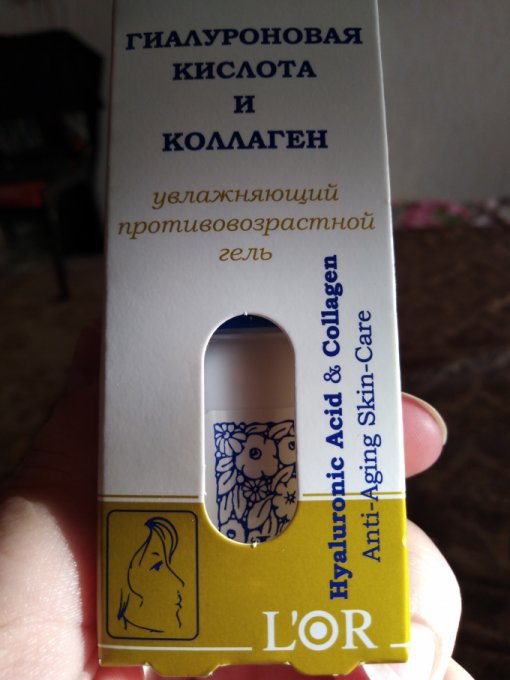 ГИАЛУРОНОВАЯ
КИСЛОТА
И
КОЛЛАГЕН
увлажняющий
противовозрастной
гель
Hyaluronic Acid & Collagen
Anti-Aging Skin-Care
L'OR